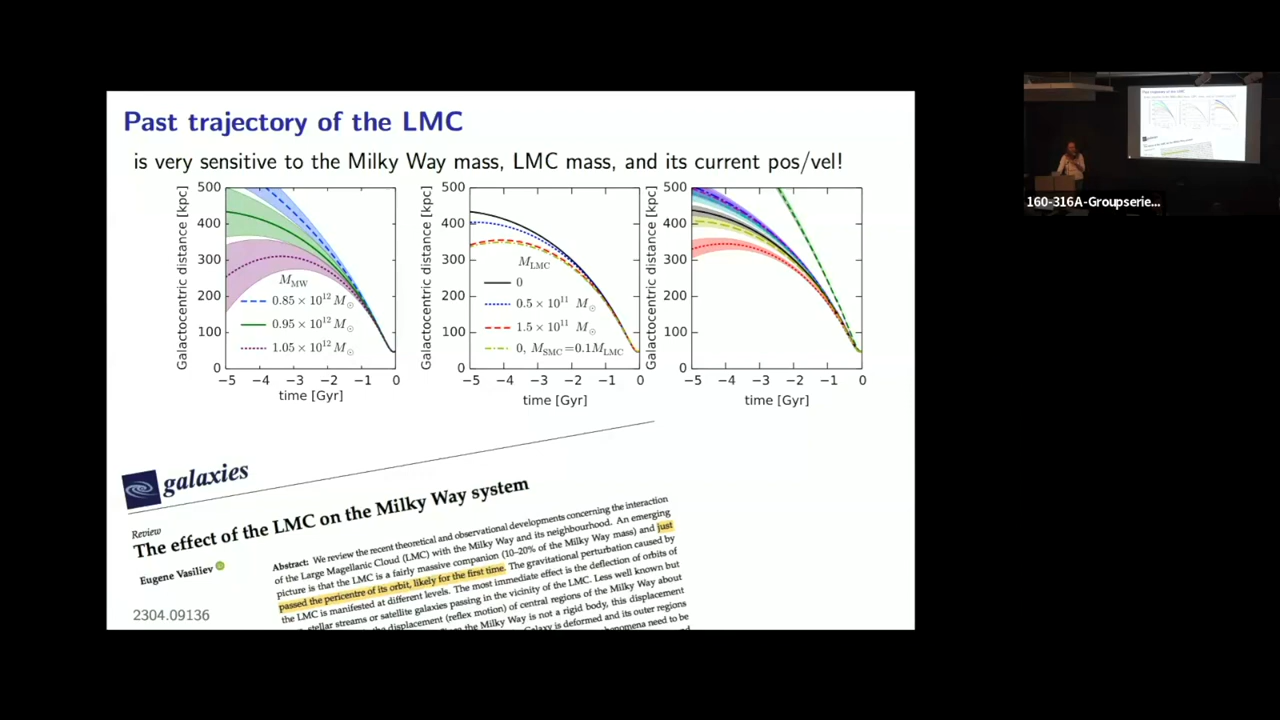 Past trajectory of the LMC
is very sensitive to the Milky Way mass, LMC mass, and its current pos/vel!
Galactocentric distance [kpc]
500
400
300
200
100
0
M_MW
0.85 × 10^12 M_⊙
0.95 × 10^12 M_⊙
1.05 × 10^12 M_⊙
−5 −4 −3 −2 −1 0
time [Gyr]
Galactocentric distance [kpc]
500
400
300
200
100
0
M_LMC
0
0.5 × 10^11 M_⊙
1.5 × 10^11 M_⊙
0, M_SMC = 0.1M_LMC
−5 −4 −3 −2 −1 0
time [Gyr]
Galactocentric distance [kpc]
500
400
300
200
100
0
−5 −4 −3 −2 −1 0
time [Gyr]
galaxies
Review
The effect of the LMC on the Milky Way system
Eugene Vasiliev
Abstract: We review the recent theoretical and observational developments concerning the interaction
of the Large Magellanic Cloud (LMC) with the Milky Way and its neighbourhood. An emerging
picture is that the LMC is a fairly massive companion (10–20% of the Milky Way mass) and just
passed the pericentre of its orbit, likely for the first time. The gravitational perturbation caused by
the LMC is manifested at different levels. The most immediate effect is the deflection of orbits of
stellar streams or satellite galaxies passing in the vicinity of the LMC. Less well known but
the displacement (reflex motion) of central regions of the Milky Way about
the Milky Way is not a rigid body, this displacement
Galaxy is deformed and its outer regions
need to be
2304.09136
160-316A-Groupserie...